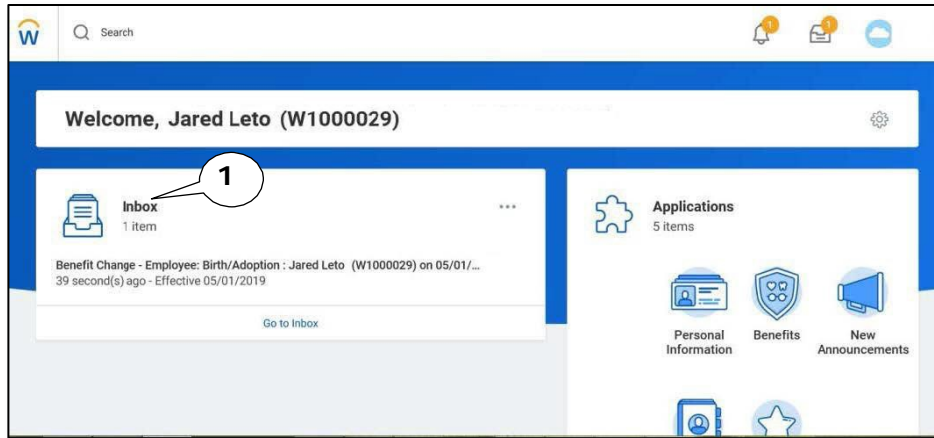 W
Search
1
1
Welcome, Jared Leto (W1000029)
1
Inbox
1 item
Benefit Change - Employee: Birth/Adoption : Jared Leto (W1000029) on 05/01/...
39 second(s) ago - Effective 05/01/2019
Go to Inbox
Applications
5 items
Personal
Information
Benefits
New
Announcements